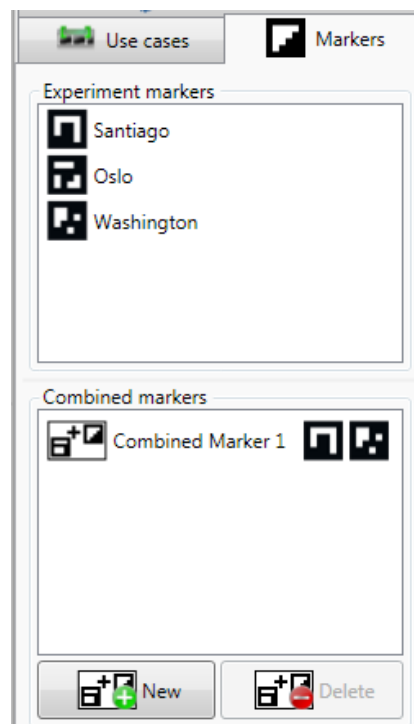 Use cases
Markers
Experiment markers
Santiago
Oslo
Washington
Combined markers
Combined Marker 1
New
Delete